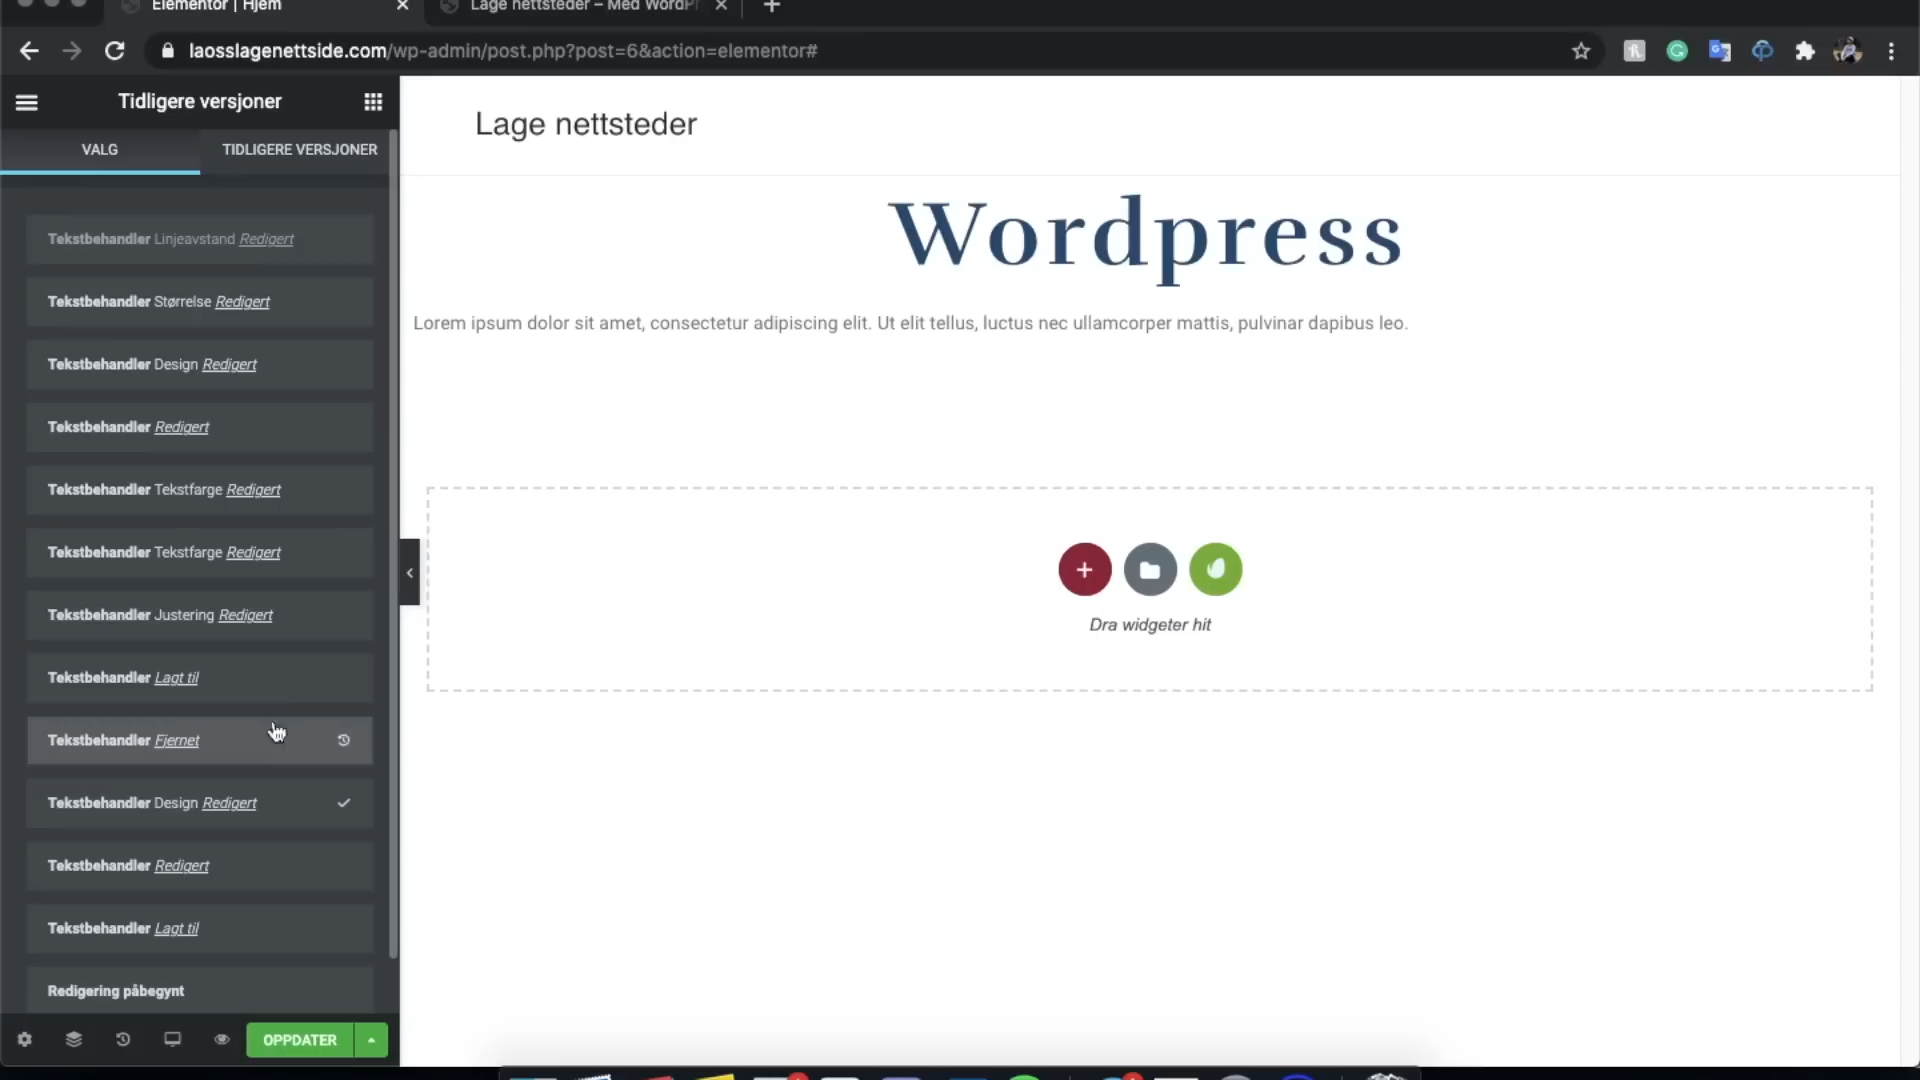 Elementor | Hjem
Lage nettsteder – Med WordPr
laosslagenettside.com/wp-admin/post.php?post=6&action=elementor#
Tidligere versjoner
VALG
TIDLIGERE VERSJONER
Tekstbehandler Linjeavstand Redigert
Tekstbehandler Størrelse Redigert
Tekstbehandler Design Redigert
Tekstbehandler Redigert
Tekstbehandler Tekstfarge Redigert
Tekstbehandler Tekstfarge Redigert
Tekstbehandler Justering Redigert
Tekstbehandler Lagt til
Tekstbehandler Fjernet
Tekstbehandler Design Redigert
Tekstbehandler Redigert
Tekstbehandler Lagt til
Redigering påbegynt
OPPDATER
Lage nettsteder
Wordpress
Lorem ipsum dolor sit amet, consectetur adipiscing elit. Ut elit tellus, luctus nec ullamcorper mattis, pulvinar dapibus leo.
Dra widgeter hit